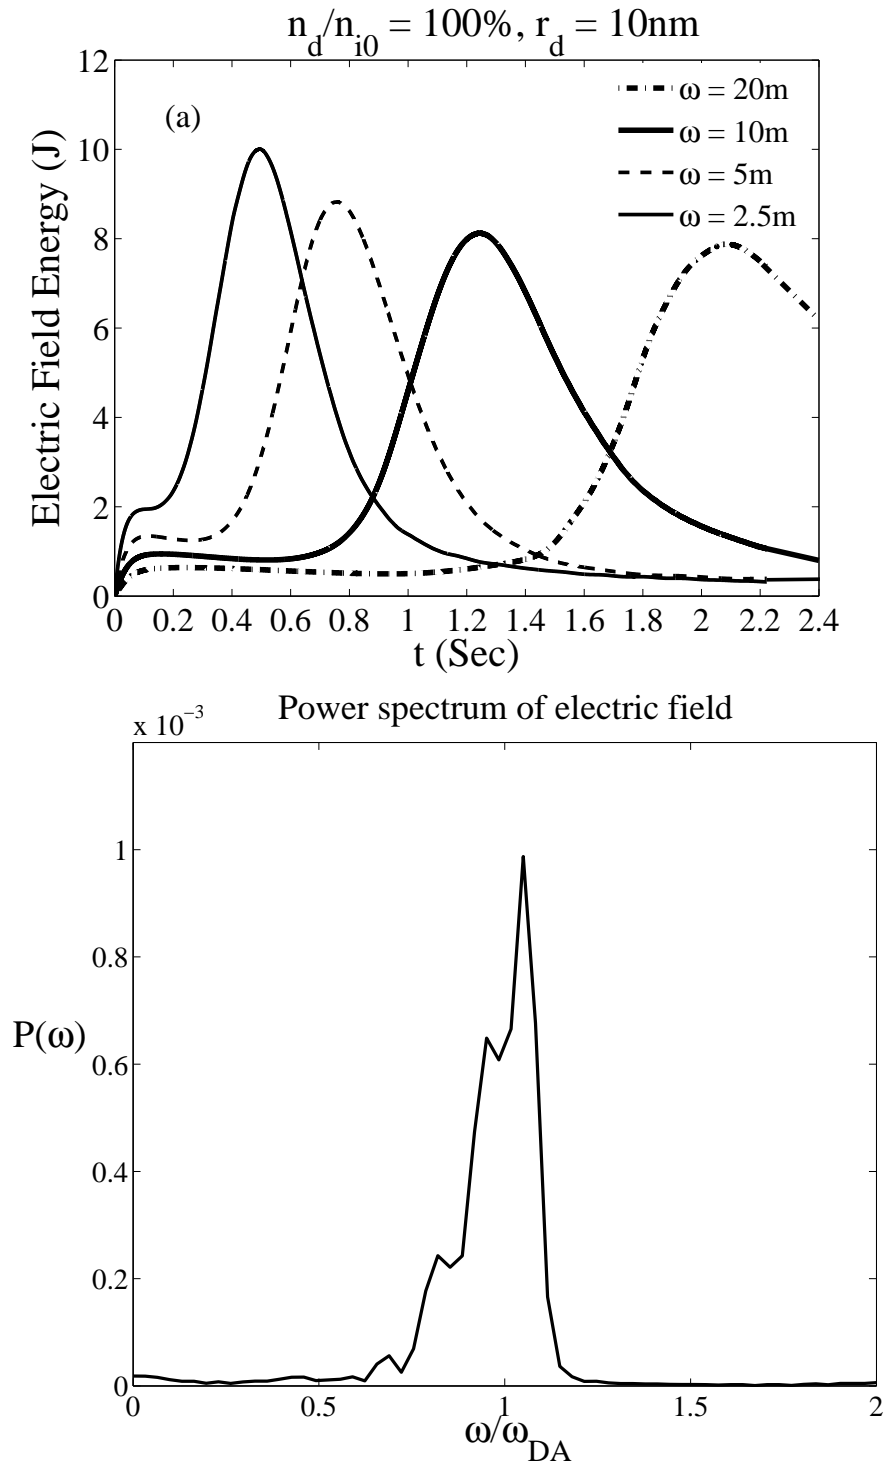 n_d/n_i0 = 100%, r_d = 10nm
12
10
8
6
4
2
0
Electric Field Energy (J)
(a)
ω = 20m
ω = 10m
ω = 5m
ω = 2.5m
0 0.2 0.4 0.6 0.8 1 1.2 1.4 1.6 1.8 2 2.2 2.4
t (Sec)
x 10^−3
Power spectrum of electric field
1
0.8
0.6
0.4
0.2
0
P(ω)
0 0.5 1 1.5 2
ω/ω_DA